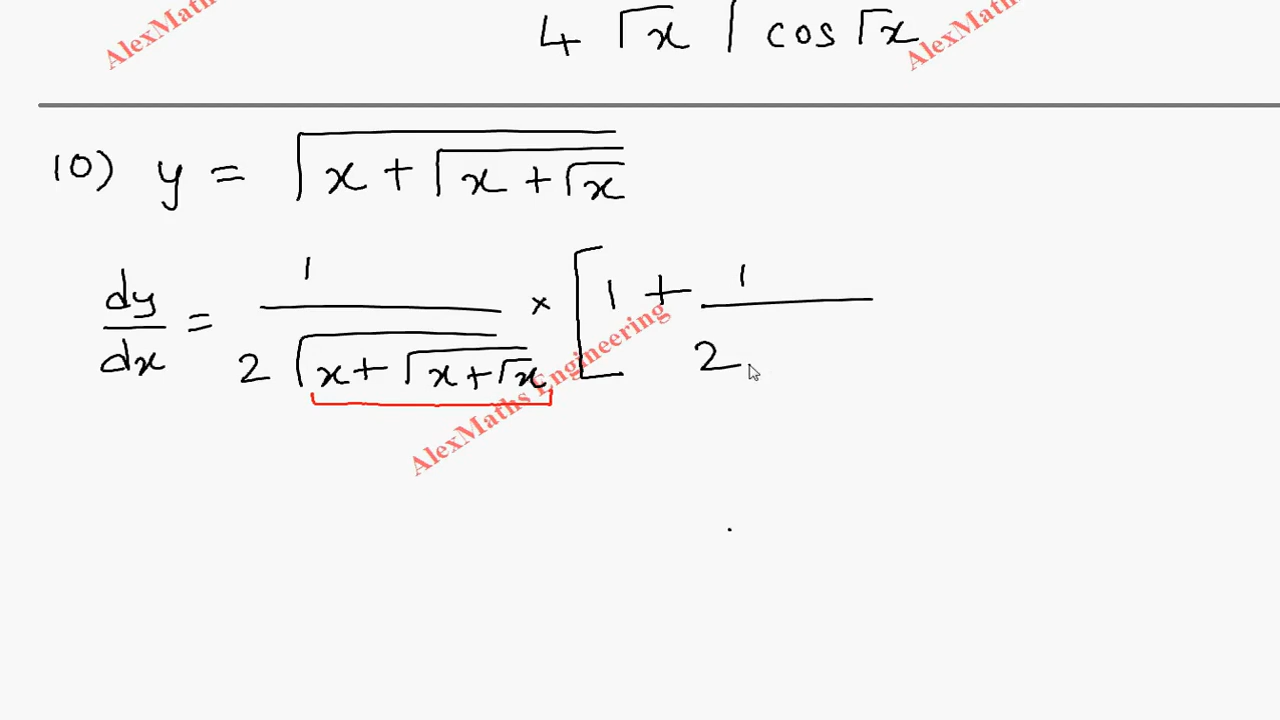 4 √x √cos √x
10) y = √(x + √(x + √x))
dy/dx = 1/(2 √(x + √(x + √x))) × [ 1 + 1/2
AlexMaths
AlexMaths
AlexMaths Engineering